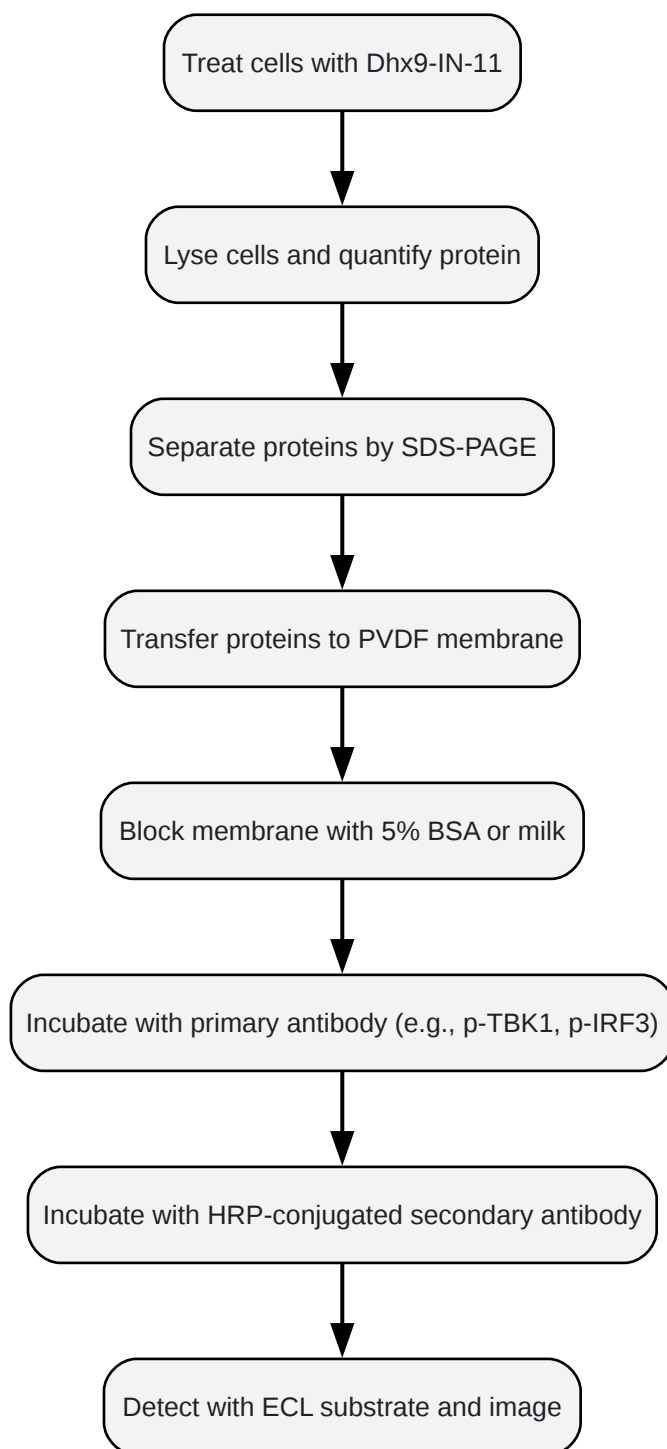 Treat cells with Dhx9-IN-11
Lyse cells and quantify protein
Separate proteins by SDS-PAGE
Transfer proteins to PVDF membrane
Block membrane with 5% BSA or milk
Incubate with primary antibody (e.g., p-TBK1, p-IRF3)
Incubate with HRP-conjugated secondary antibody
Detect with ECL substrate and image